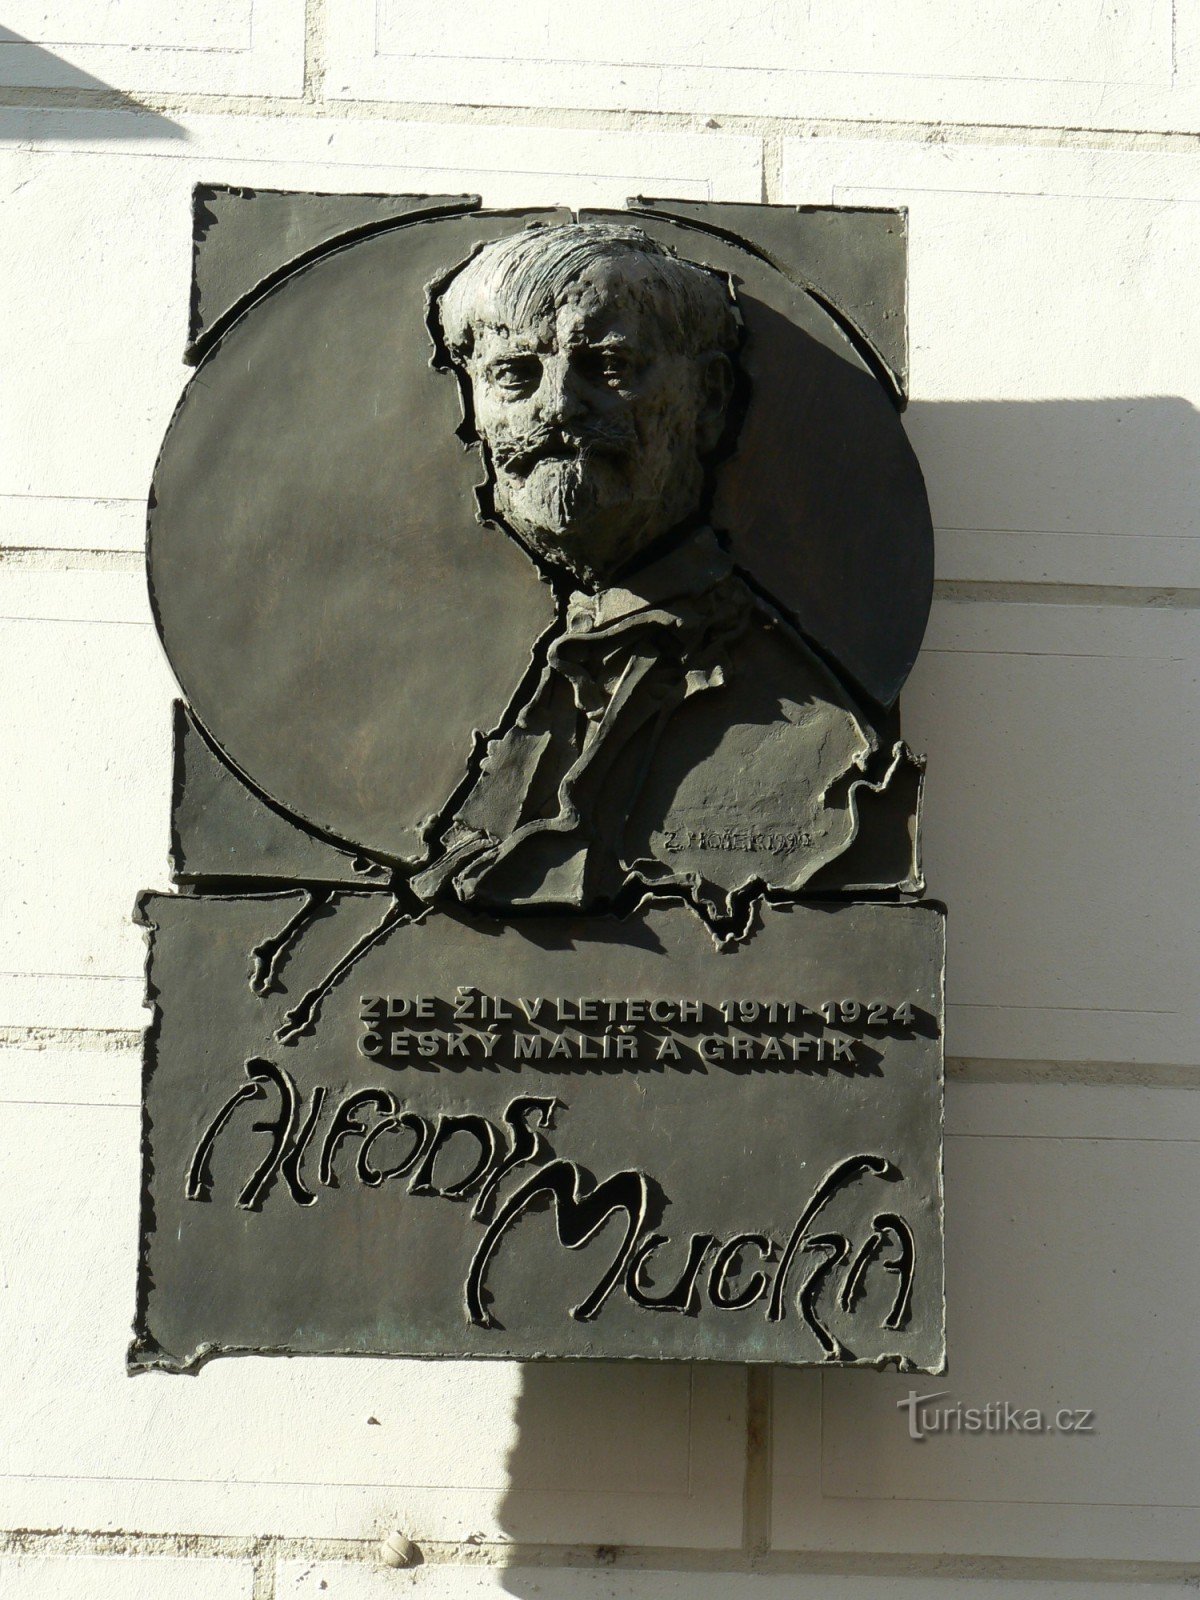 ZDE ŽIL V LETECH 1911-1924
ČESKÝ MALÍŘ A GRAFIK
Alfons
Mucha
Turistika.cz